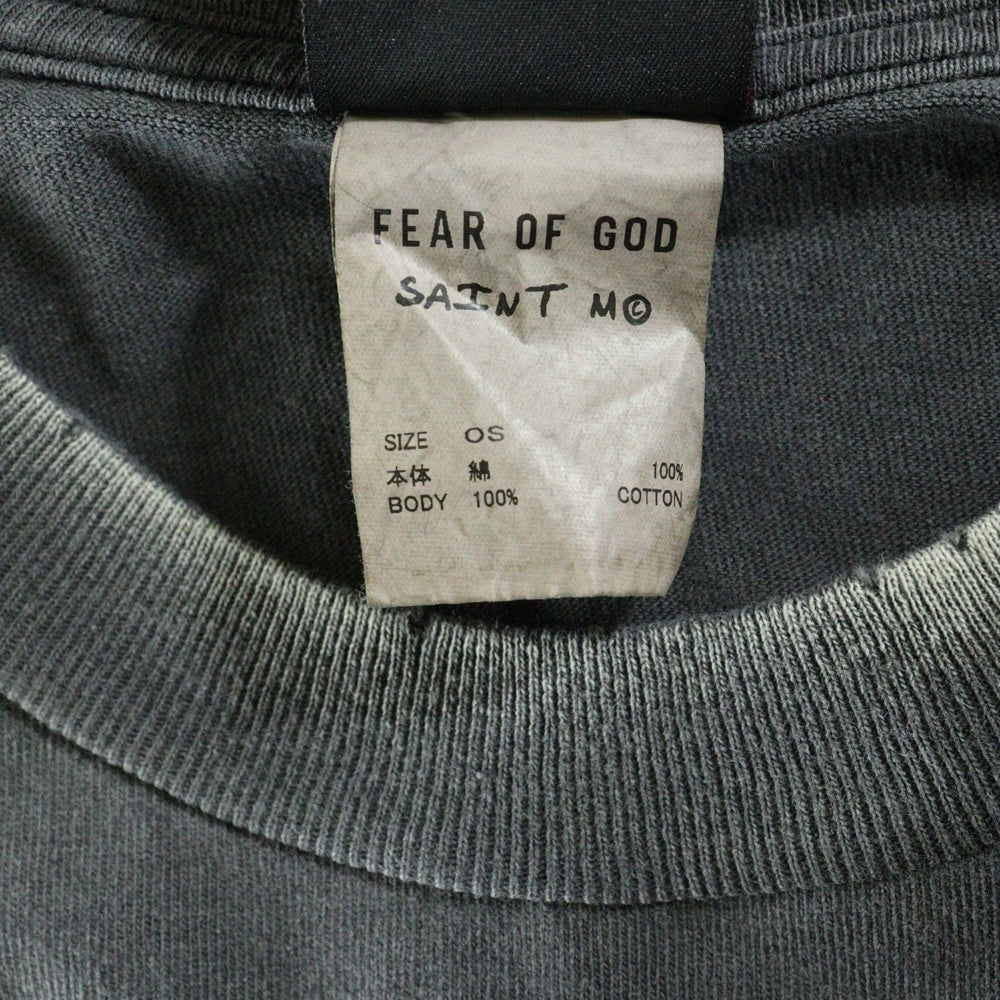 FEAR OF GOD
SAINT M©
SIZE OS
本体 綿 100%
BODY 100% COTTON